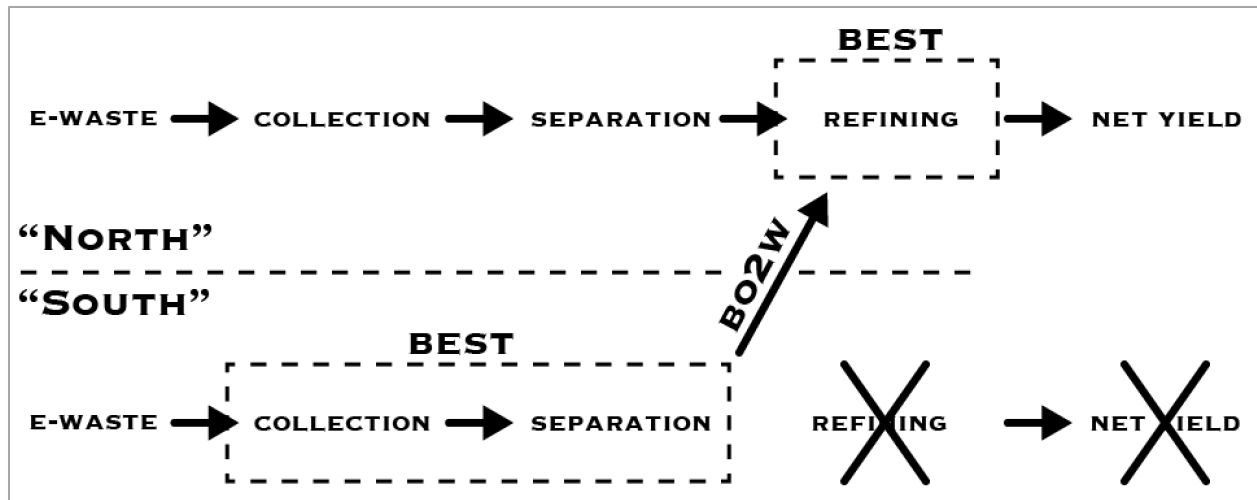 BEST
E-WASTE COLLECTION SEPARATION REFINING NET YIELD
“NORTH”
BO2W
“SOUTH”
BEST
E-WASTE COLLECTION SEPARATION REFINING NET YIELD